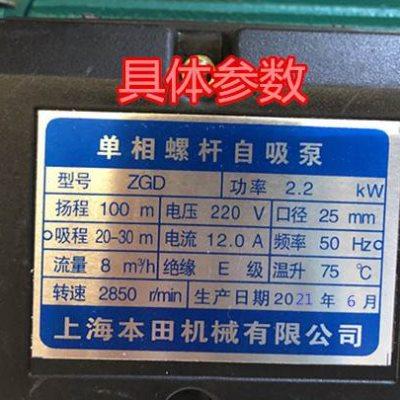 具体参数
单相螺杆自吸泵
型号 ZGD 功率 2.2 kW
扬程 100 m 电压 220 V 口径 25 mm
吸程 20-30 m 电流 12.0 A 频率 50 Hz
流量 8 m³/h 绝缘 E 级 温升 75 ℃
转速 2850 r/min 生产日期 2021 年 6 月
上海本田机械有限公司